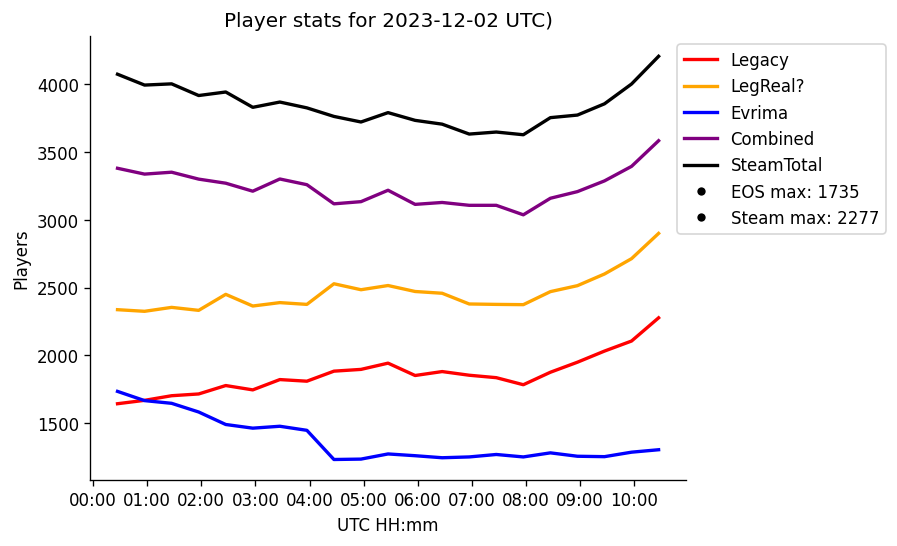 Player stats for 2023-12-02 UTC)
Legacy
LegReal?
Evrima
Combined
SteamTotal
EOS max: 1735
Steam max: 2277
Players
4000
3500
3000
2500
2000
1500
00:00 01:00 02:00 03:00 04:00 05:00 06:00 07:00 08:00 09:00 10:00
UTC HH:mm